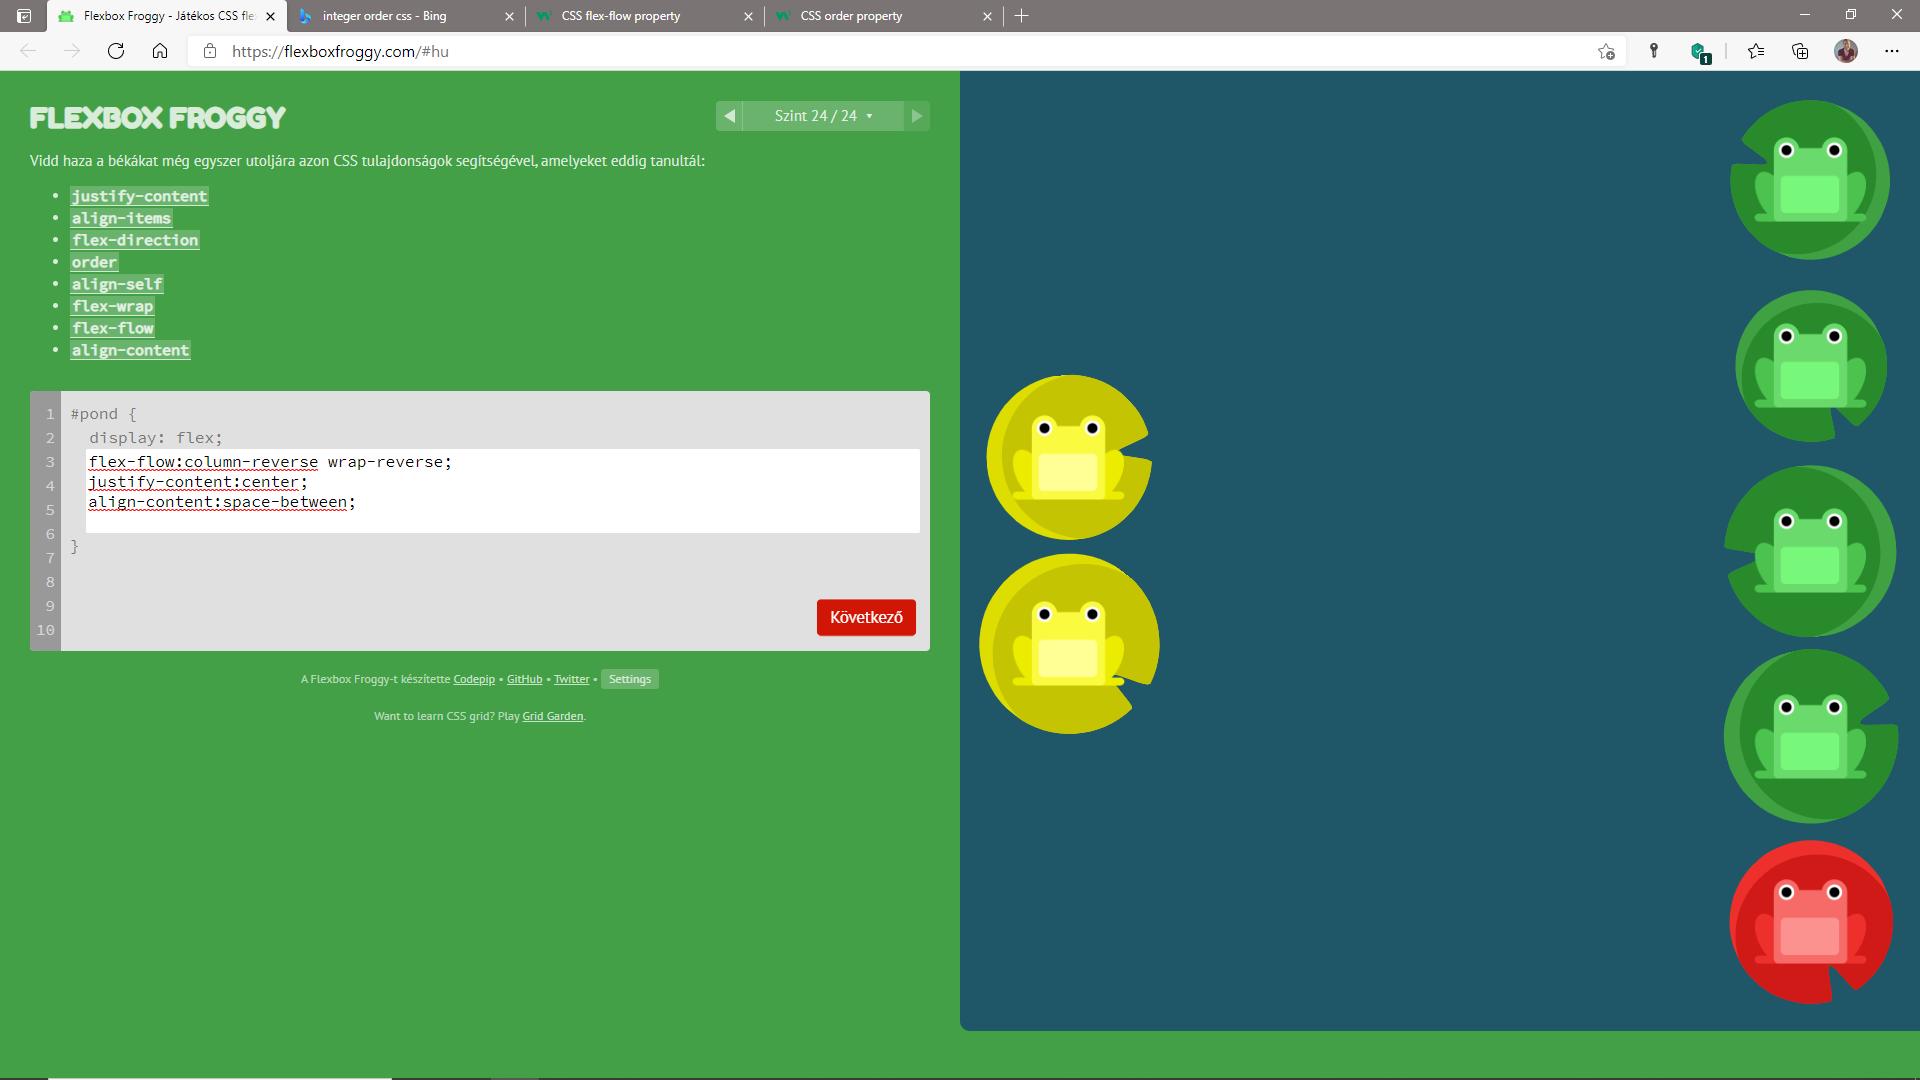 Flexbox Froggy - Játékos CSS fle
integer order css - Bing
CSS flex-flow property
CSS order property
https://flexboxfroggy.com/#hu
1
FLEXBOX FROGGY
Szint 24 / 24
Vidd haza a békákat még egyszer utoljára azon CSS tulajdonságok segítségével, amelyeket eddig tanultál:
justify-content
align-items
flex-direction
order
align-self
flex-wrap
flex-flow
align-content
1 #pond {
2 display: flex;
3 flex-flow:column-reverse wrap-reverse;
4 justify-content:center;
5 align-content:space-between;
6 }
7
8
9
10
Következő
A Flexbox Froggy-t készítette Codepip • GitHub • Twitter • Settings
Want to learn CSS grid? Play Grid Garden.